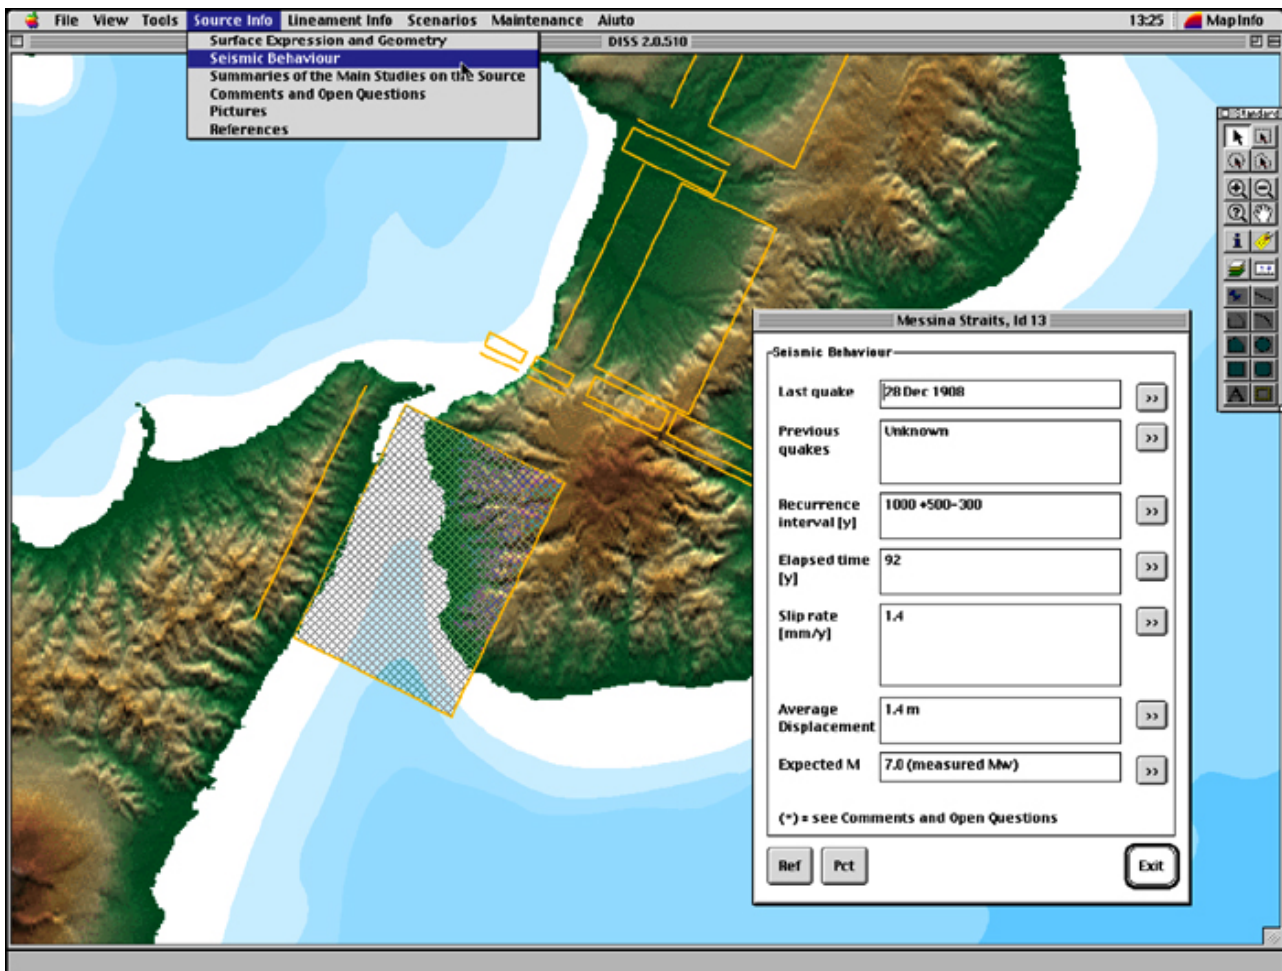 File View Tools Source Info Lineament Info Scenarios Maintenance Aiuto 13:25 MapInfo
DISS 2.0.510
Surface Expression and Geometry
Seismic Behaviour
Summaries of the Main Studies on the Source
Comments and Open Questions
Pictures
References
Standard
Messina Straits, Id 13
Seismic Behaviour
Last quake 28 Dec 1908 >>
Previous Unknown >>
quakes
Recurrence 1000 +500-300 >>
interval [y]
Elapsed time 92 >>
[y]
Slip rate 1.4 >>
[mm/y]
Average 1.4 m >>
Displacement
Expected M 7.0 (measured Mw) >>
(*) = see Comments and Open Questions
Ref Pct Exit